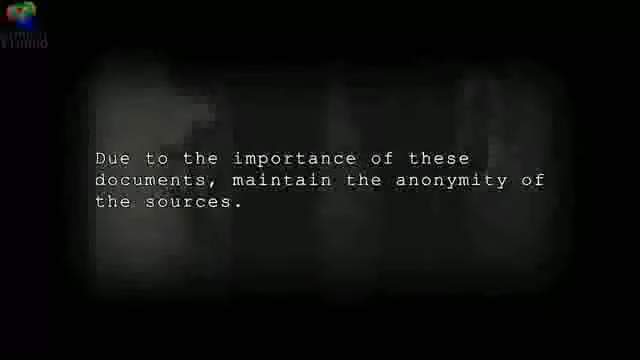 Due to the importance of these
documents, maintain the anonymity of
the sources.